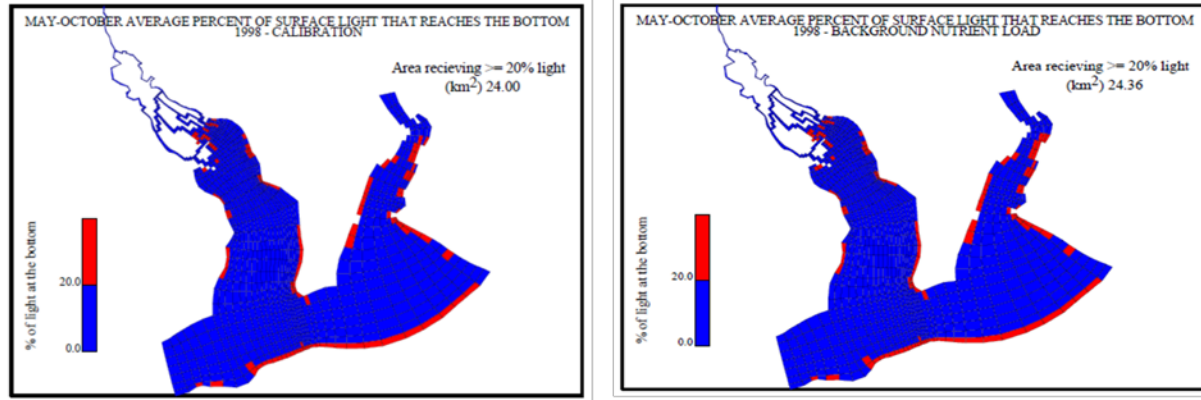 MAY-OCTOBER AVERAGE PERCENT OF SURFACE LIGHT THAT REACHES THE BOTTOM
1998 - CALIBRATION
Area recieving >= 20% light
(km2) 24.00
% of light at the bottom
20.0
0.0
MAY-OCTOBER AVERAGE PERCENT OF SURFACE LIGHT THAT REACHES THE BOTTOM
1998 - BACKGROUND NUTRIENT LOAD
Area recieving >= 20% light
(km2) 24.36
% of light at the bottom
20.0
0.0